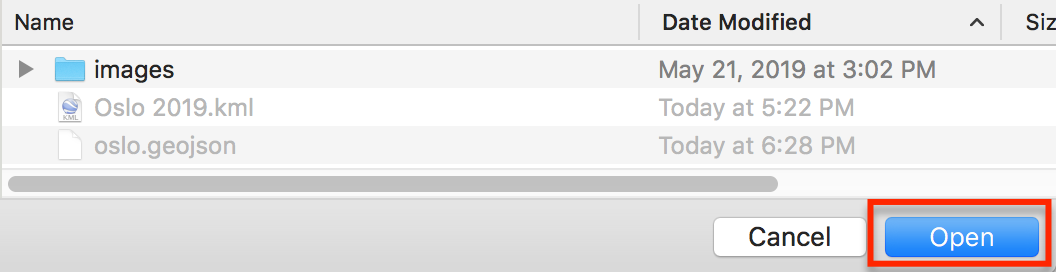 Name Date Modified Siz
images May 21, 2019 at 3:02 PM
KML Oslo 2019.kml Today at 5:22 PM
oslo.geojson Today at 6:28 PM
Cancel Open